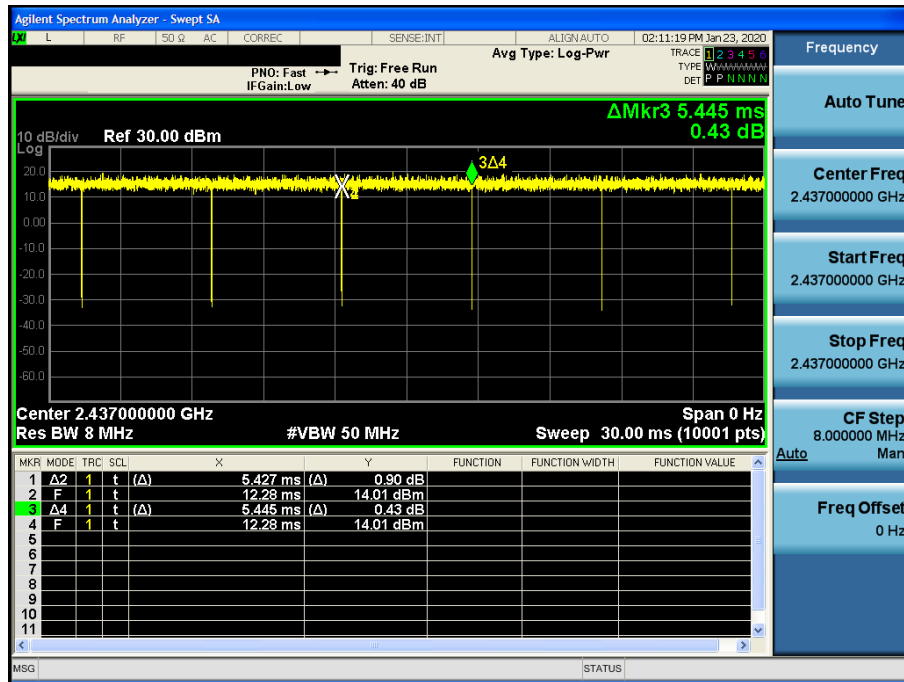 Agilent Spectrum Analyzer - Swept SA
LXI L RF 50 Ω AC CORREC SENSE:INT ALIGN AUTO 02:11:19 PM Jan 23, 2020
PNO: Fast Trig: Free Run Avg Type: Log-Pwr TRACE 1 2 3 4 5 6
IFGain:Low Atten: 40 dB TYPE WWWWWW
DET P P N N N N
ΔMkr3 5.445 ms
0.43 dB
10 dB/div Ref 30.00 dBm
Log
20.0
10.0
0.00
-10.0
-20.0
-30.0
-40.0
-50.0
-60.0
3Δ4
2
Center 2.437000000 GHz Span 0 Hz
Res BW 8 MHz #VBW 50 MHz Sweep 30.00 ms (10001 pts)
MKR MODE TRC SCL X Y FUNCTION FUNCTION WIDTH FUNCTION VALUE
1 Δ2 1 t (Δ) 5.427 ms (Δ) 0.90 dB
2 F 1 t 12.28 ms 14.01 dBm
3 Δ4 1 t (Δ) 5.445 ms (Δ) 0.43 dB
4 F 1 t 12.28 ms 14.01 dBm
5
6
7
8
9
10
11
MSG STATUS
Frequency
Auto Tune
Center Freq
2.437000000 GHz
Start Freq
2.437000000 GHz
Stop Freq
2.437000000 GHz
CF Step
8.000000 MHz
Auto Man
Freq Offset
0 Hz